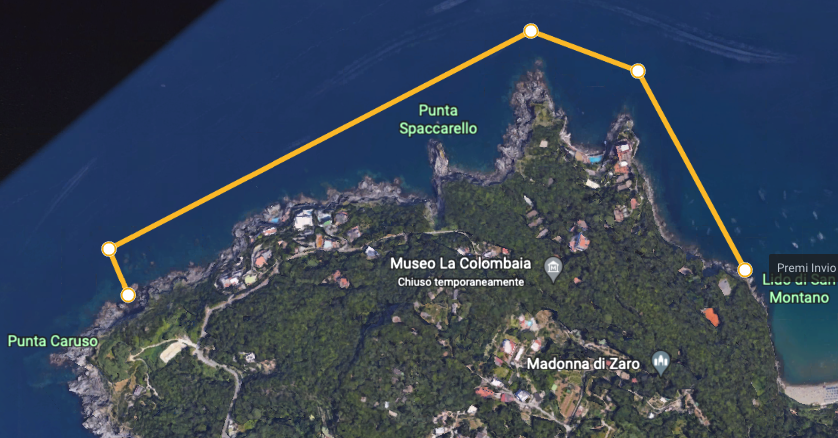 Punta
Spaccarello
Museo La Colombaia
Chiuso temporaneamente
Premi Invio
Lido di San
Montano
Punta Caruso
Madonna di Zaro